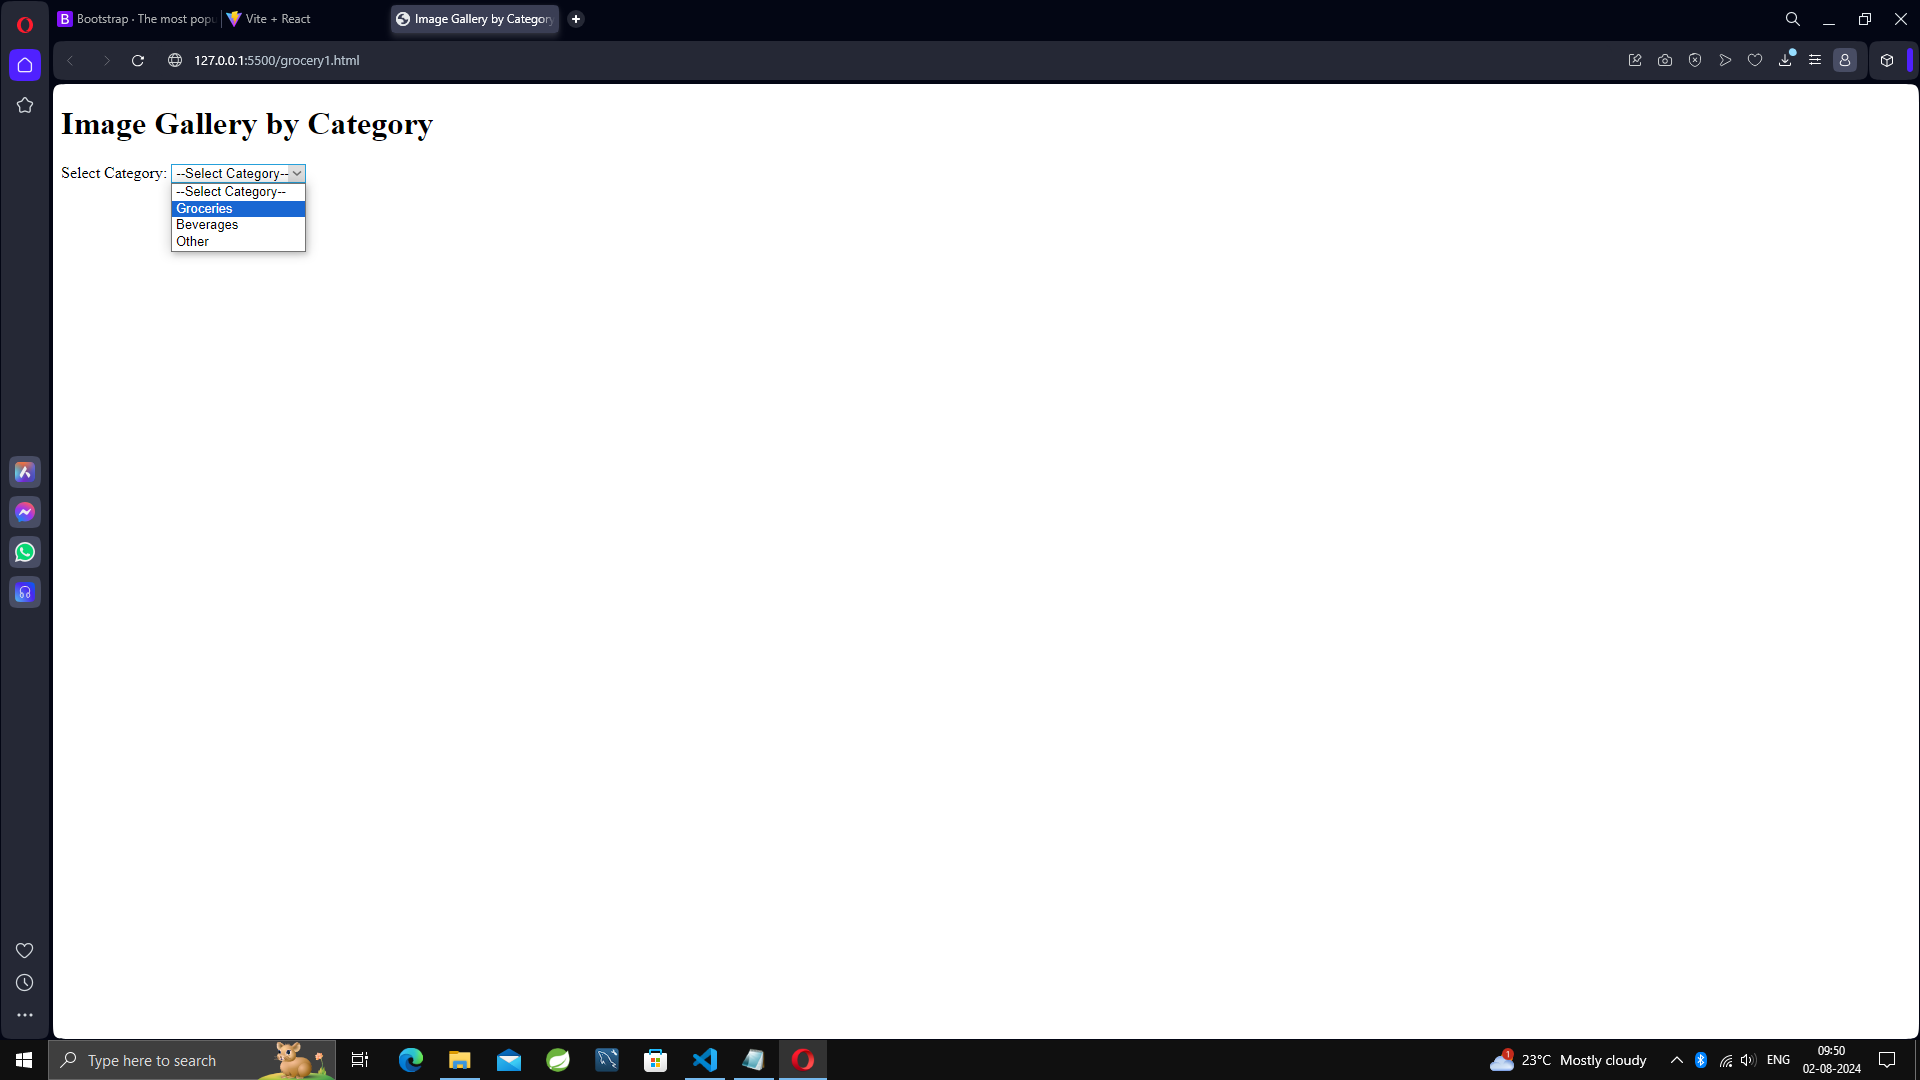 Bootstrap · The most popu
Vite + React
Image Gallery by Category
127.0.0.1:5500/grocery1.html
Image Gallery by Category
Select Category: --Select Category--
--Select Category--
Groceries
Beverages
Other
Type here to search
1
23°C Mostly cloudy
ENG
09:50
02-08-2024